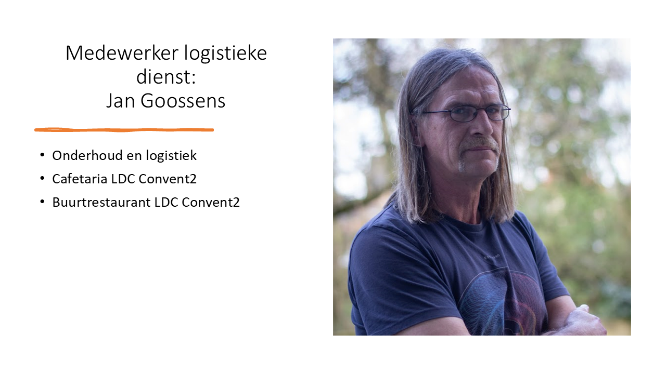 Medewerker logistieke
dienst:
Jan Goossens
• Onderhoud en logistiek
• Cafetaria LDC Convent2
• Buurtrestaurant LDC Convent2